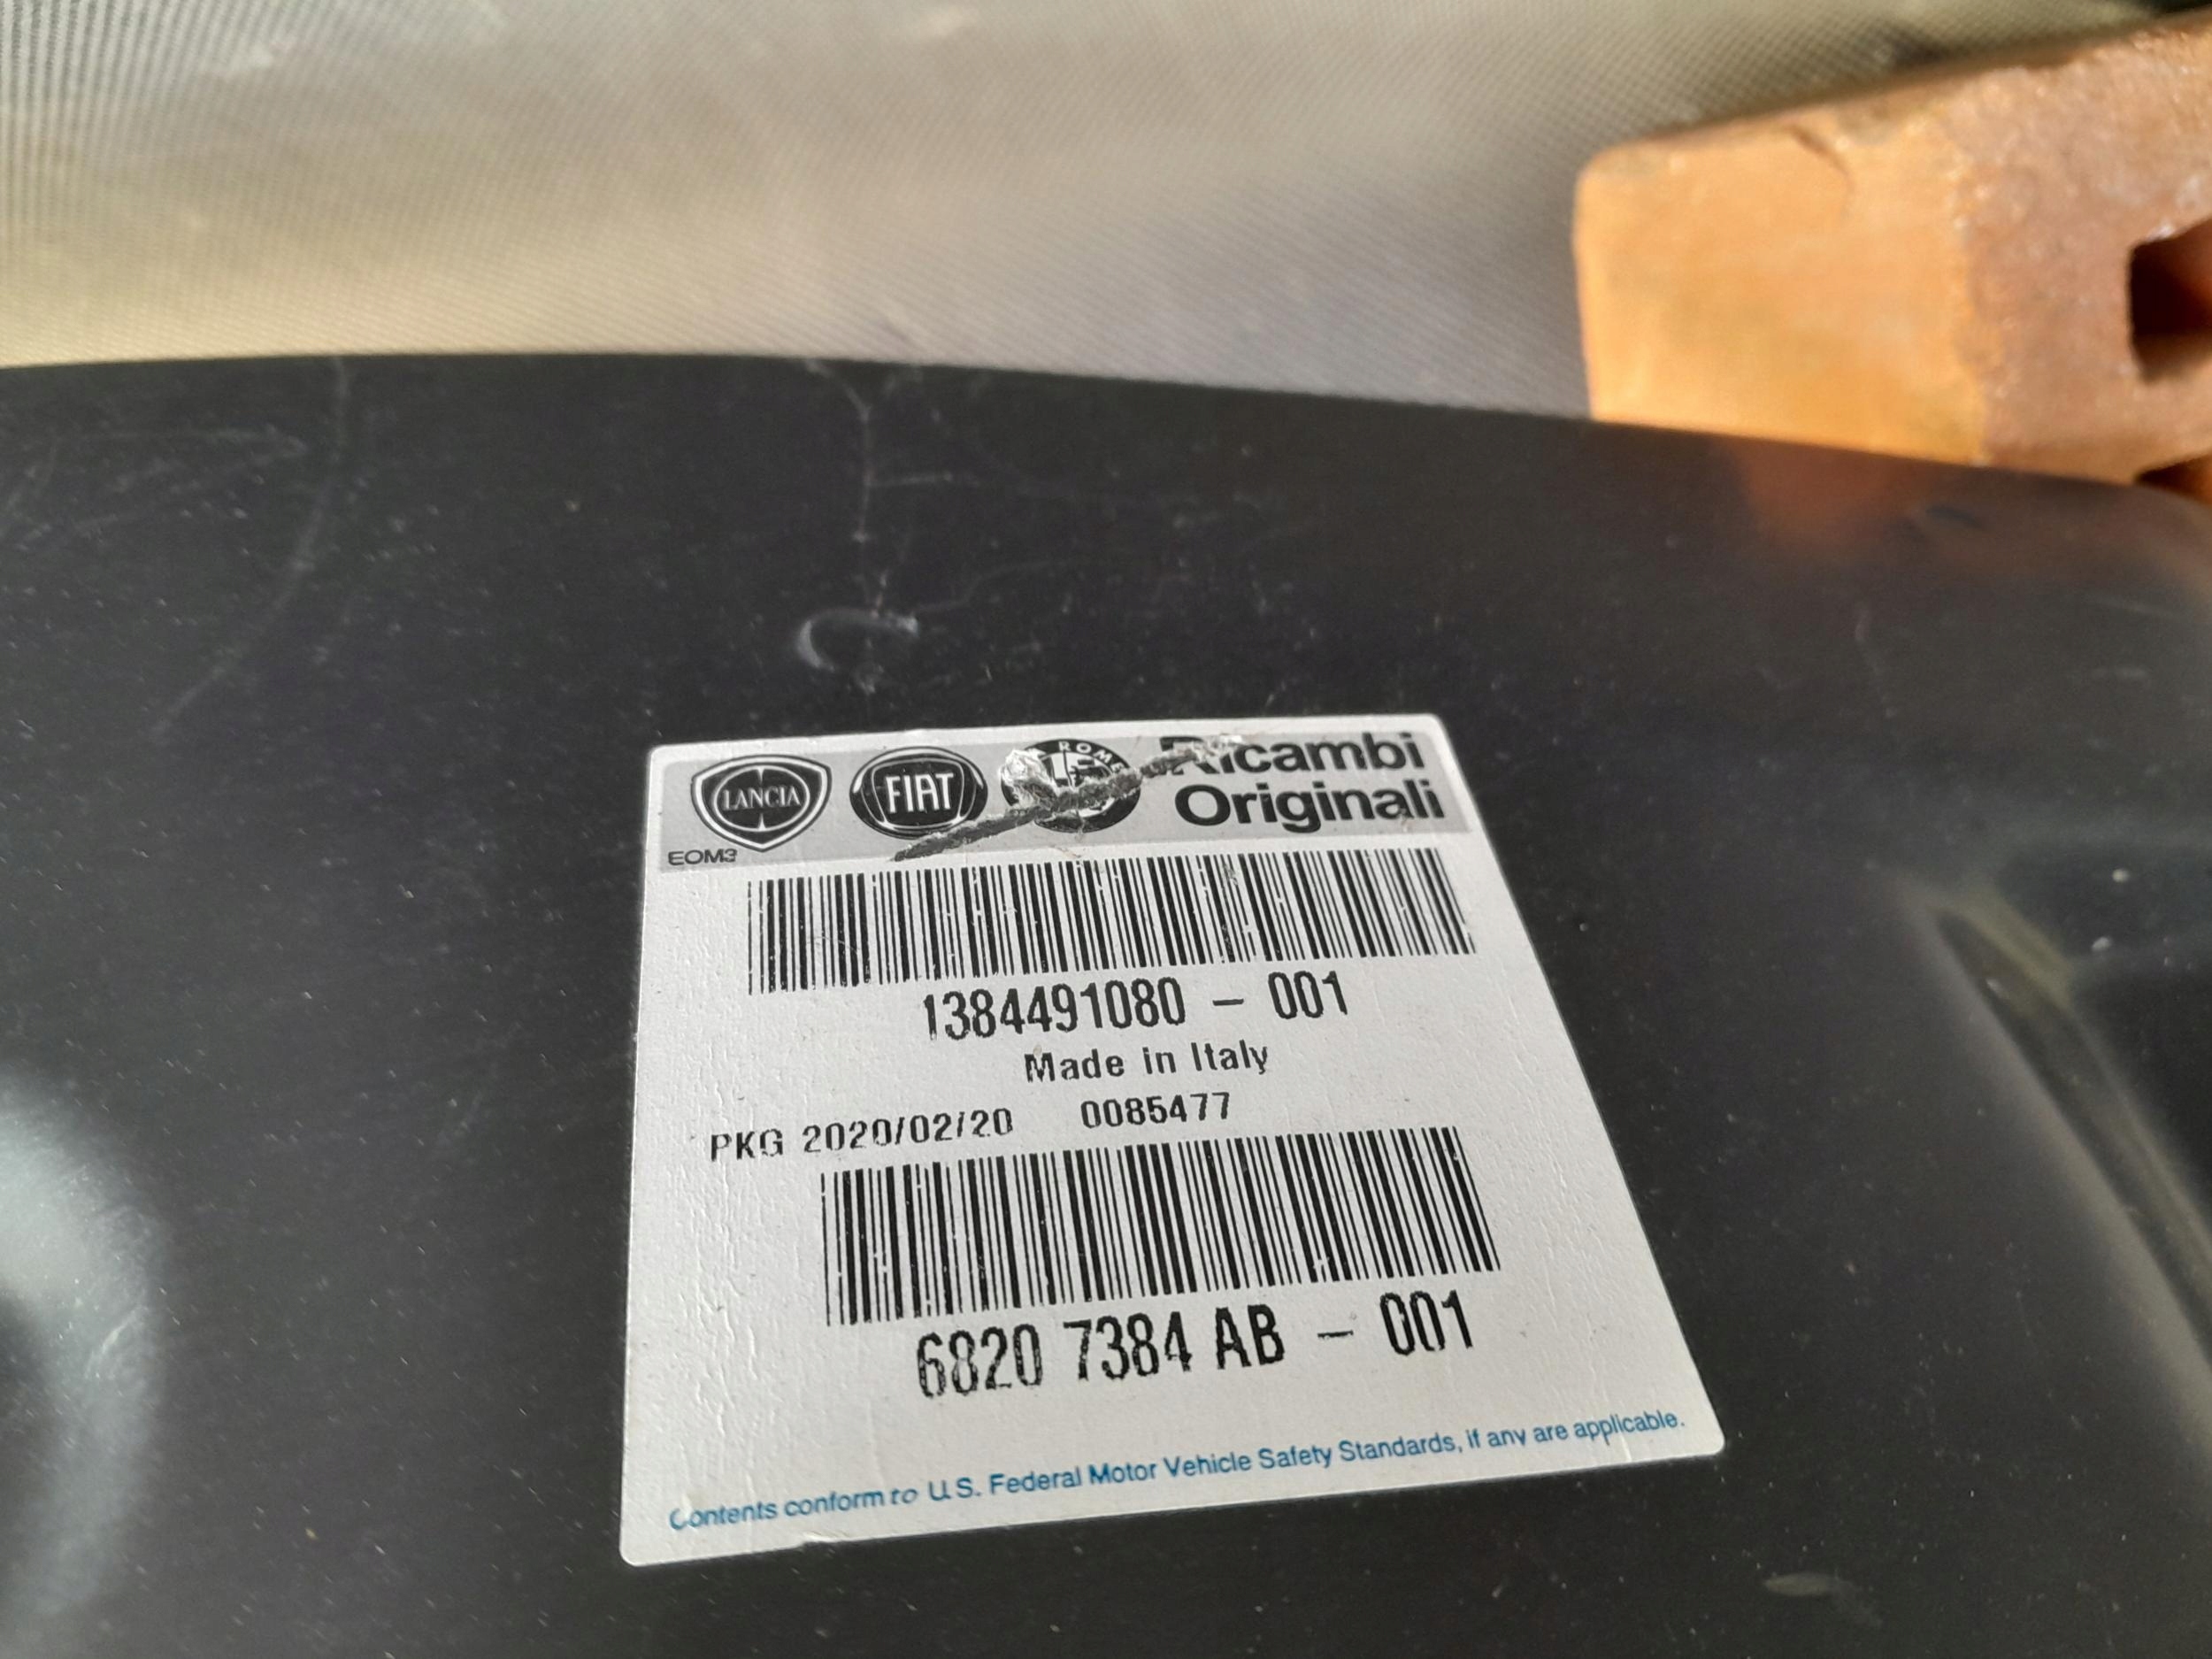 LANCIA
FIAT
Ricambi
Originali
EOM3
1384491080 - 001
Made in Italy
PKG 2020/02/20 0085477
6820 7384 AB - 001
Contents conform to U.S. Federal Motor Vehicle Safety Standards, if any are applicable.